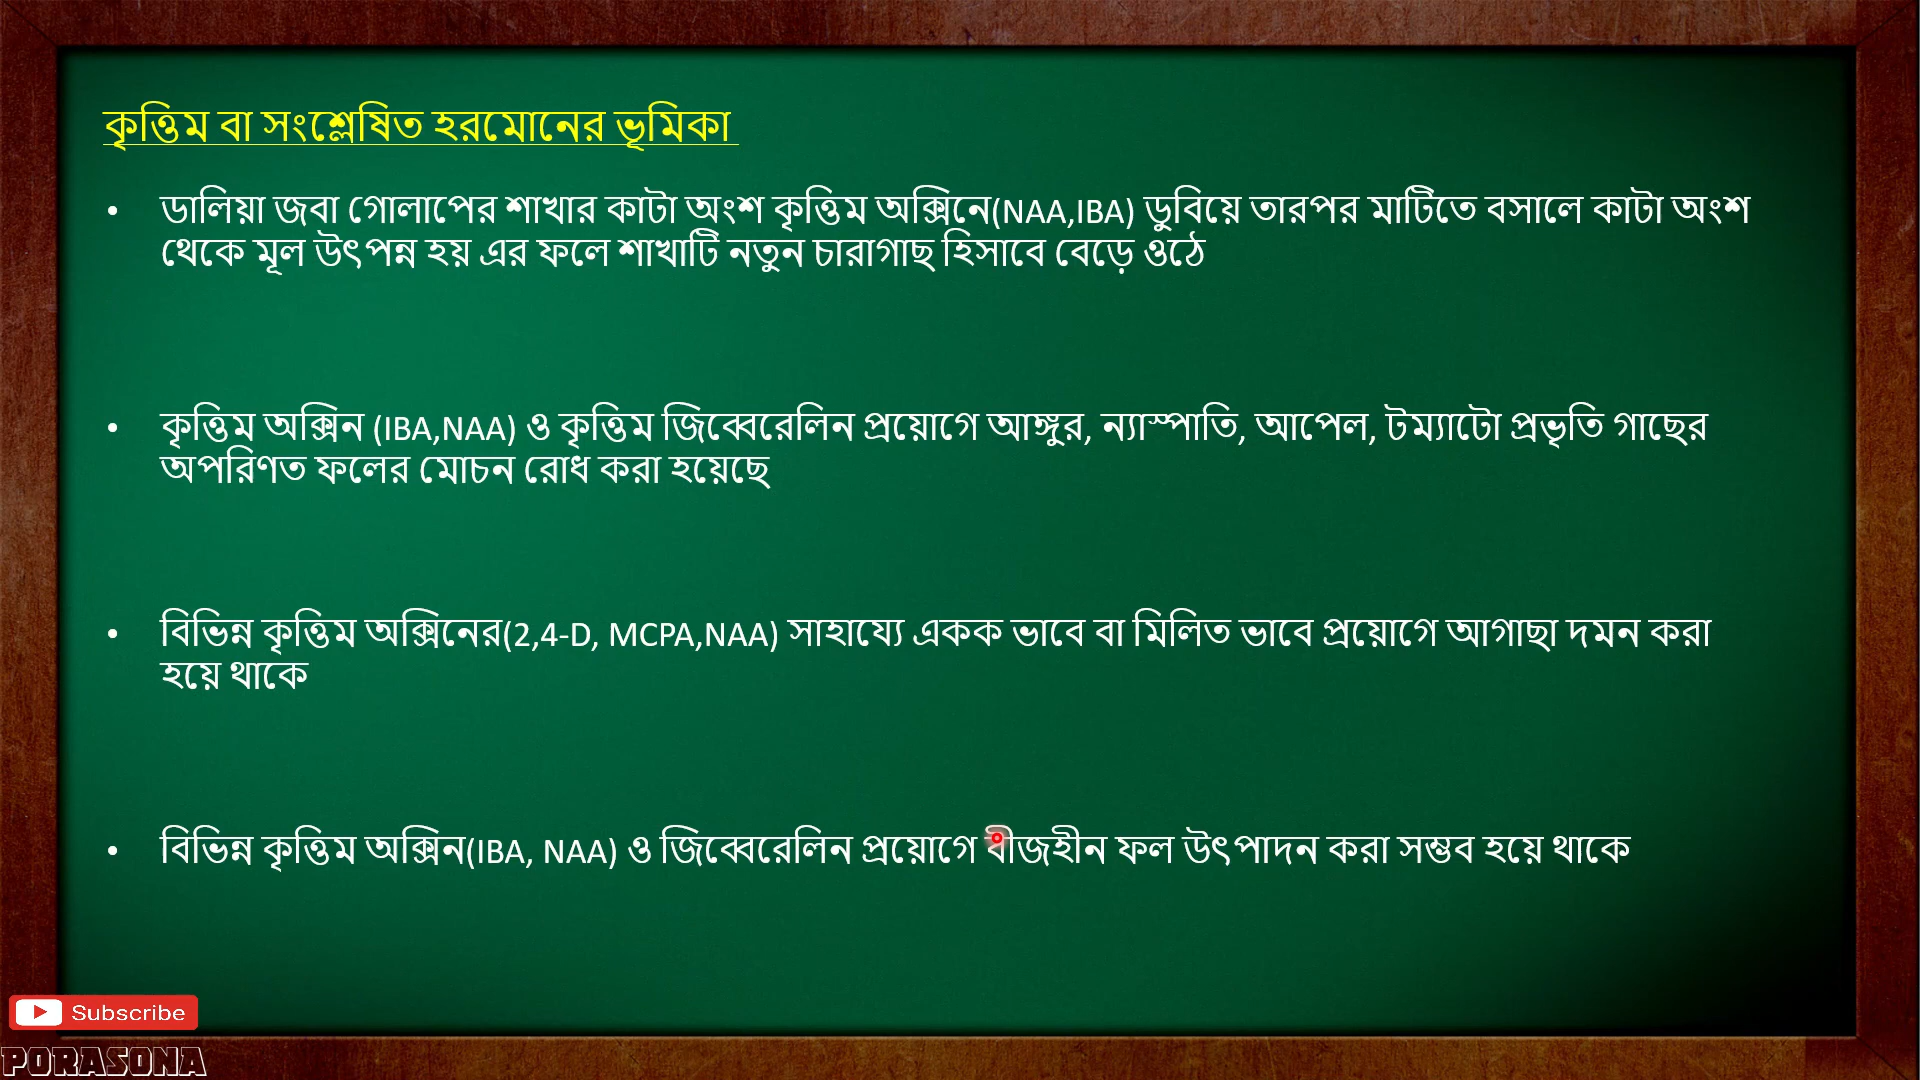 কৃত্তিম বা সংশ্লেষিত হরমোনের ভূমিকা
• ডালিয়া জবা গোলাপের শাখার কাটা অংশ কৃত্তিম অক্সিনে(NAA,IBA) ডুবিয়ে তারপর মাটিতে বসালে কাটা অংশ
থেকে মূল উৎপন্ন হয় এর ফলে শাখাটি নতুন চারাগাছ হিসাবে বেড়ে ওঠে
• কৃত্তিম অক্সিন (IBA,NAA) ও কৃত্তিম জিব্বেরেলিন প্রয়োগে আঙ্গুর, ন্যাস্পাতি, আপেল, টম্যাটো প্রভৃতি গাছের
অপরিণত ফলের মোচন রোধ করা হয়েছে
• বিভিন্ন কৃত্তিম অক্সিনের(2,4-D, MCPA,NAA) সাহায্যে একক ভাবে বা মিলিত ভাবে প্রয়োগে আগাছা দমন করা
হয়ে থাকে
• বিভিন্ন কৃত্তিম অক্সিন(IBA, NAA) ও জিব্বেরেলিন প্রয়োগে বীজহীন ফল উৎপাদন করা সম্ভব হয়ে থাকে
Subscribe
PORASONA